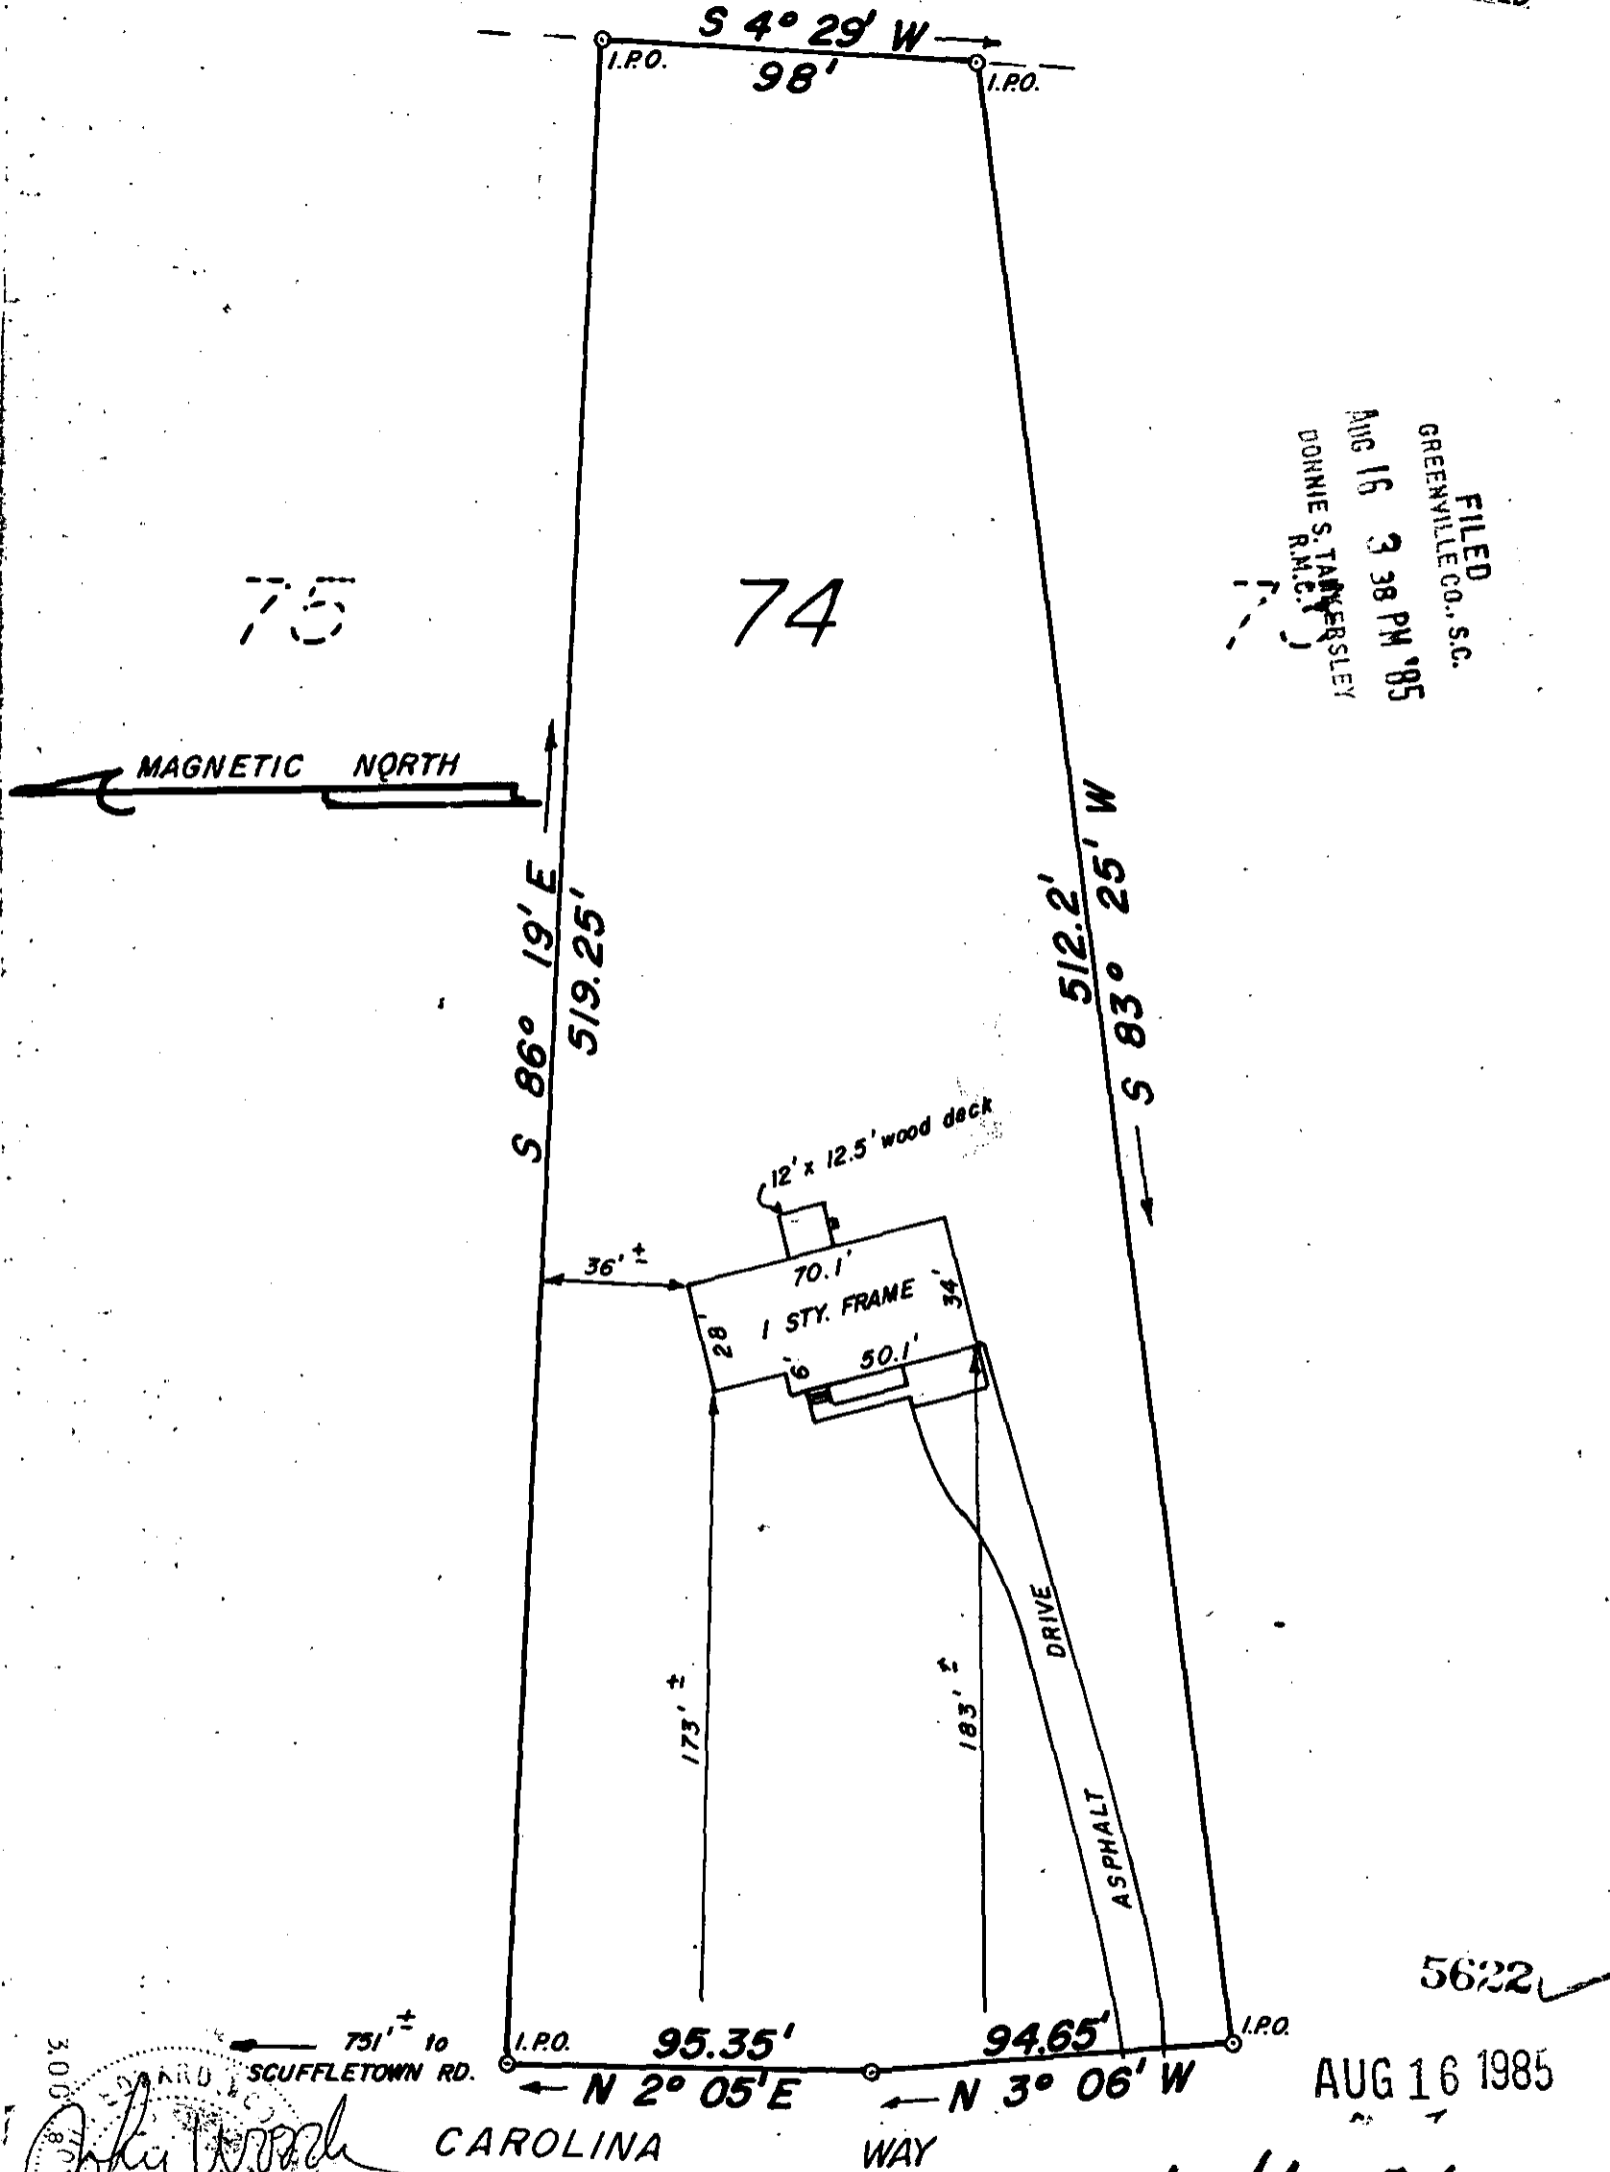 S 4° 29' W
I.P.O.
98'
I.P.O.
FILED
GREENVILLE CO., S.C.
AUG 16 3 38 PM '85
DONNIE S. TANKERSLEY
R.M.C.
75
74
MAGNETIC NORTH
S 86° 19' E
519.25'
512.2'
S 83° 25' W
12' x 12.5' wood deck
36' ±
70.1'
1 STY. FRAME
34'
28'
6'
50.1'
173' ±
183' ±
ASPHALT DRIVE
5622
751' ± to
SCUFFLETOWN RD.
I.P.O.
95.35'
94.65'
I.P.O.
N 2° 05' E
N 3° 06' W
AUG 16 1985
CAROLINA WAY